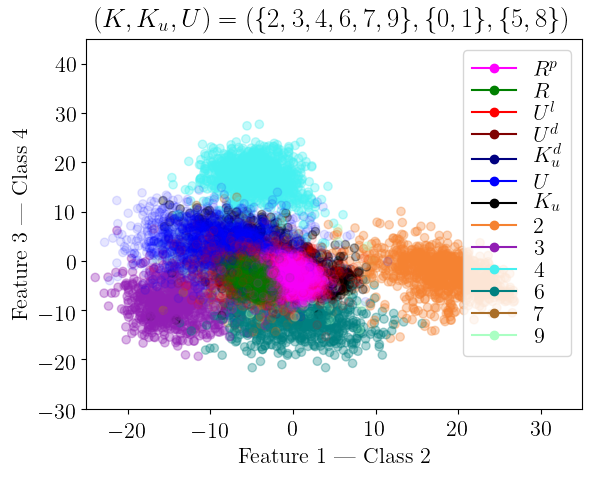 (K, K_u, U) = ({2, 3, 4, 6, 7, 9}, {0, 1}, {5, 8})
40
30
20
10
0
−10
−20
−30
Feature 3 — Class 4
R^p
R
U^l
U^d
K_u^d
U
K_u
2
3
4
6
7
9
−20
−10
0
10
20
30
Feature 1 — Class 2